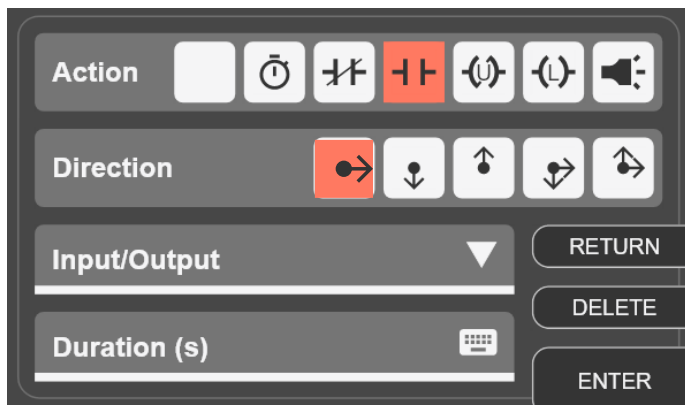 Action
(U)
(L)
Direction
Input/Output
RETURN
DELETE
Duration (s)
ENTER